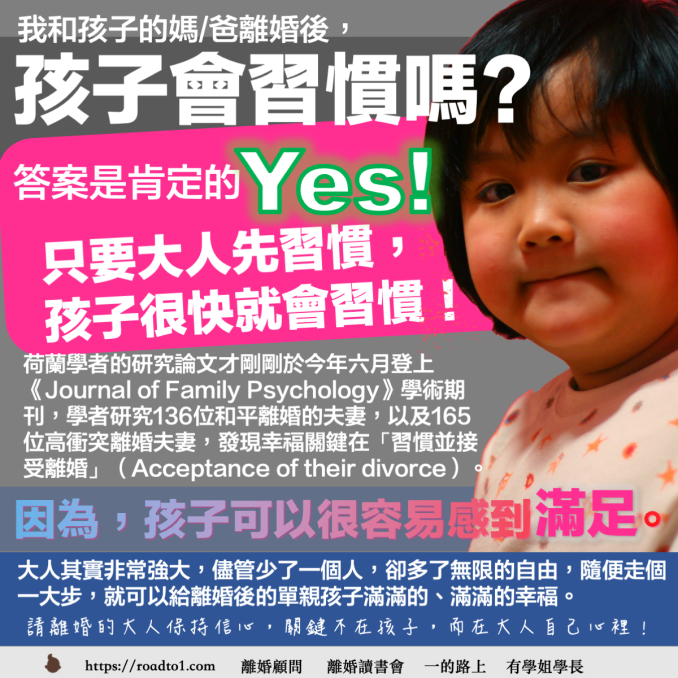 我和孩子的媽/爸離婚後，
孩子會習慣嗎?
答案是肯定的Yes!
只要大人先習慣，
孩子很快就會習慣！
荷蘭學者的研究論文才剛剛於今年六月登上
《Journal of Family Psychology》學術期
刊，學者研究136位和平離婚的夫妻，以及165
位高衝突離婚夫妻，發現幸福關鍵在「習慣並接
受離婚」（Acceptance of their divorce）。
因為，孩子可以很容易感到滿足。
大人其實非常強大，儘管少了一個人，卻多了無限的自由，隨便走個
一大步，就可以給離婚後的單親孩子滿滿的、滿滿的幸福。
請離婚的大人保持信心，關鍵不在孩子，而在大人自己心裡！
https://roadto1.com 離婚顧問 離婚讀書會 一的路上 有學姐學長